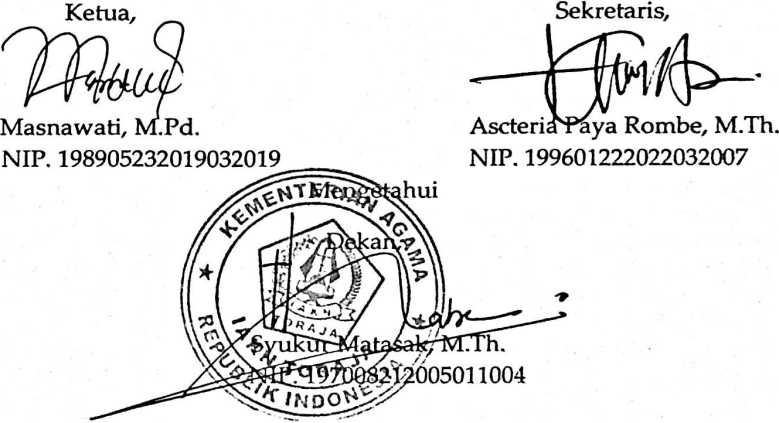 Ketua,
Sekretaris,
Masnawati, M.Pd.
Ascteria Paya Rombe, M.Th.
NIP. 198905232019032019
NIP. 199601222022032007
Mengetahui
Dekan,
Syukur Matasak, M.Th.
NIP. 197008212005011004
KEMENTERIAN AGAMA
REPUBLIK INDONESIA
IAKN TORAJA